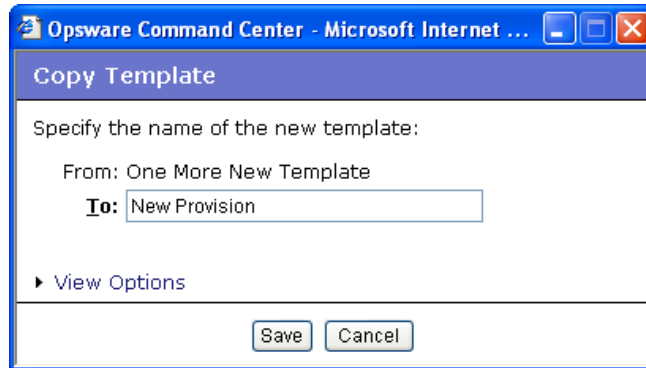 Opsware Command Center - Microsoft Internet ...
Copy Template
Specify the name of the new template:
From: One More New Template
To: New Provision
View Options
Save Cancel